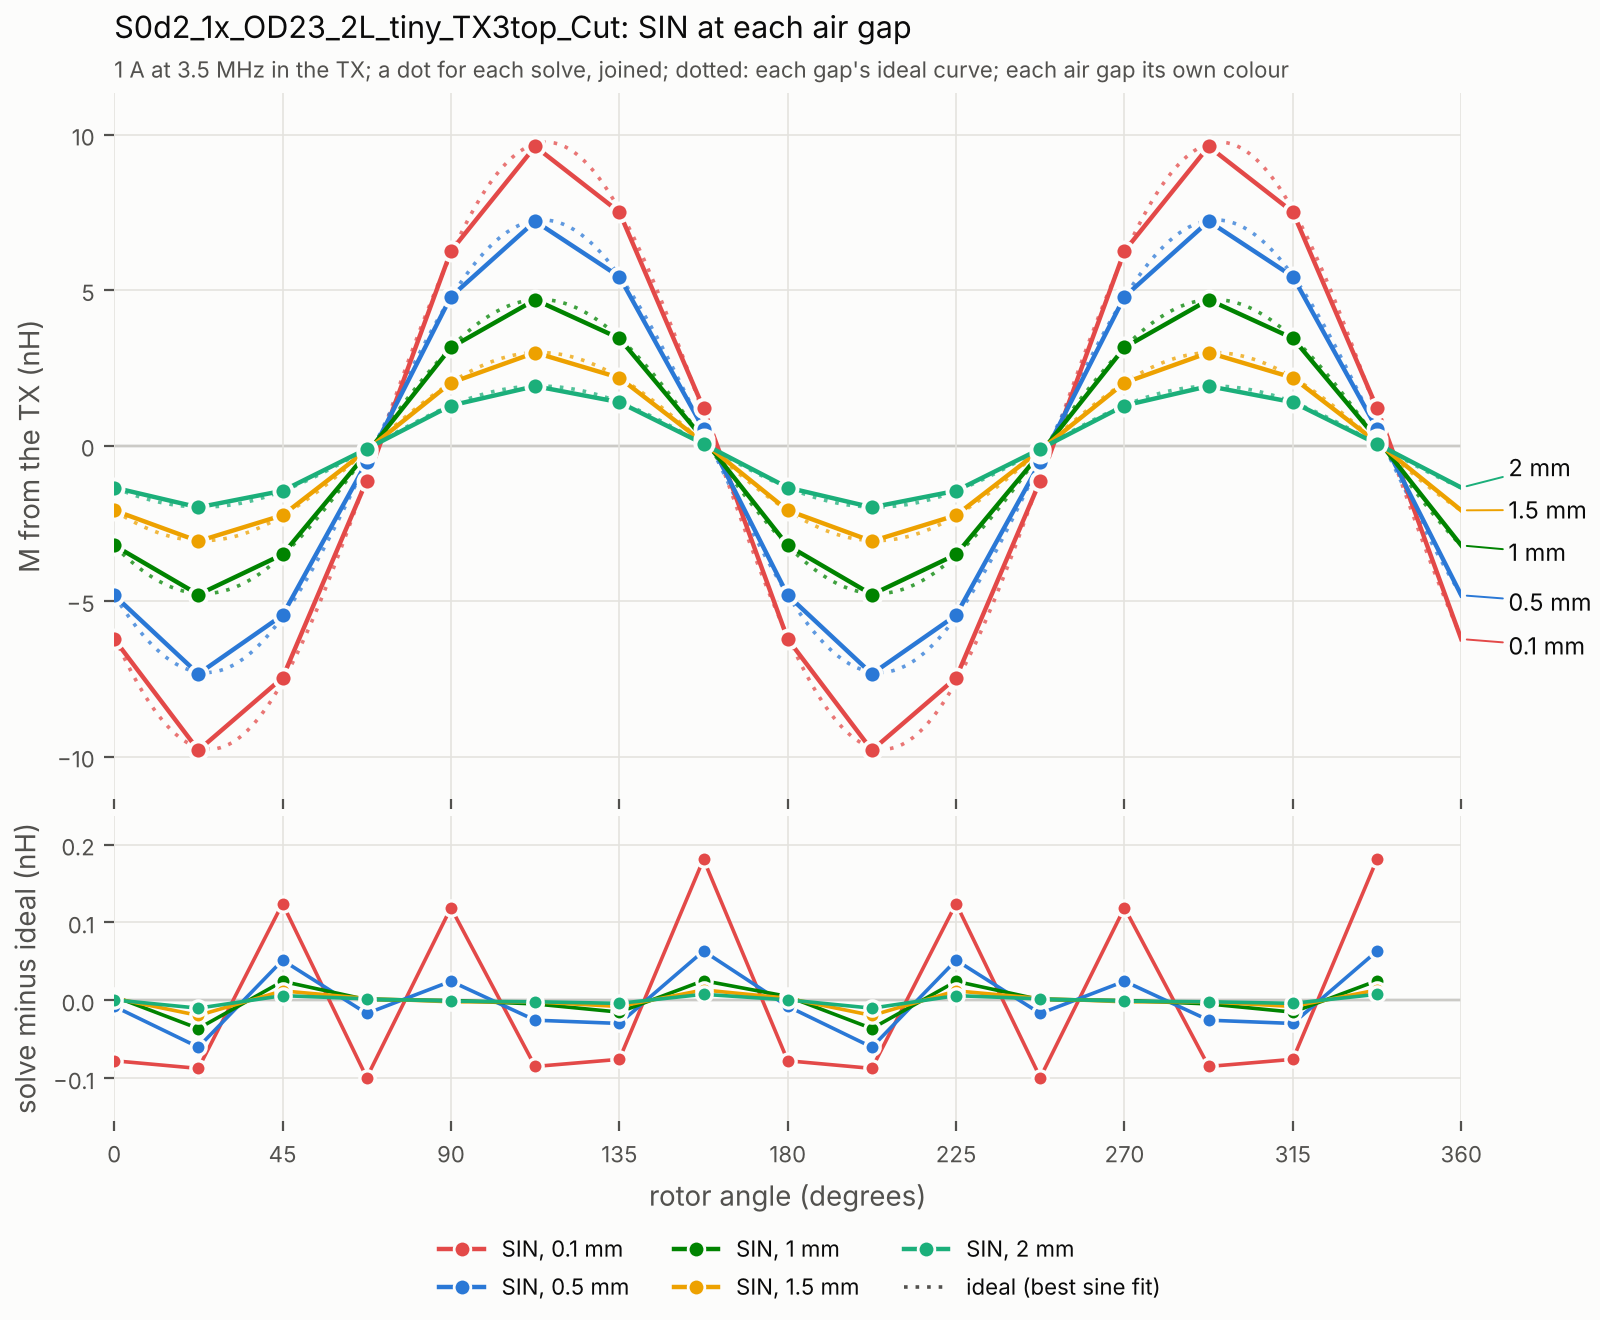 S0d2_1x_OD23_2L_tiny_TX3top_Cut: SIN at each air gap
1 A at 3.5 MHz in the TX; a dot for each solve, joined; dotted: each gap's ideal curve; each air gap its own colour
M from the TX (nH)
10
5
0
−5
−10
2 mm
1.5 mm
1 mm
0.5 mm
0.1 mm
solve minus ideal (nH)
0.2
0.1
0.0
−0.1
0 45 90 135 180 225 270 315 360
rotor angle (degrees)
SIN, 0.1 mm SIN, 1 mm SIN, 2 mm
SIN, 0.5 mm SIN, 1.5 mm ideal (best sine fit)